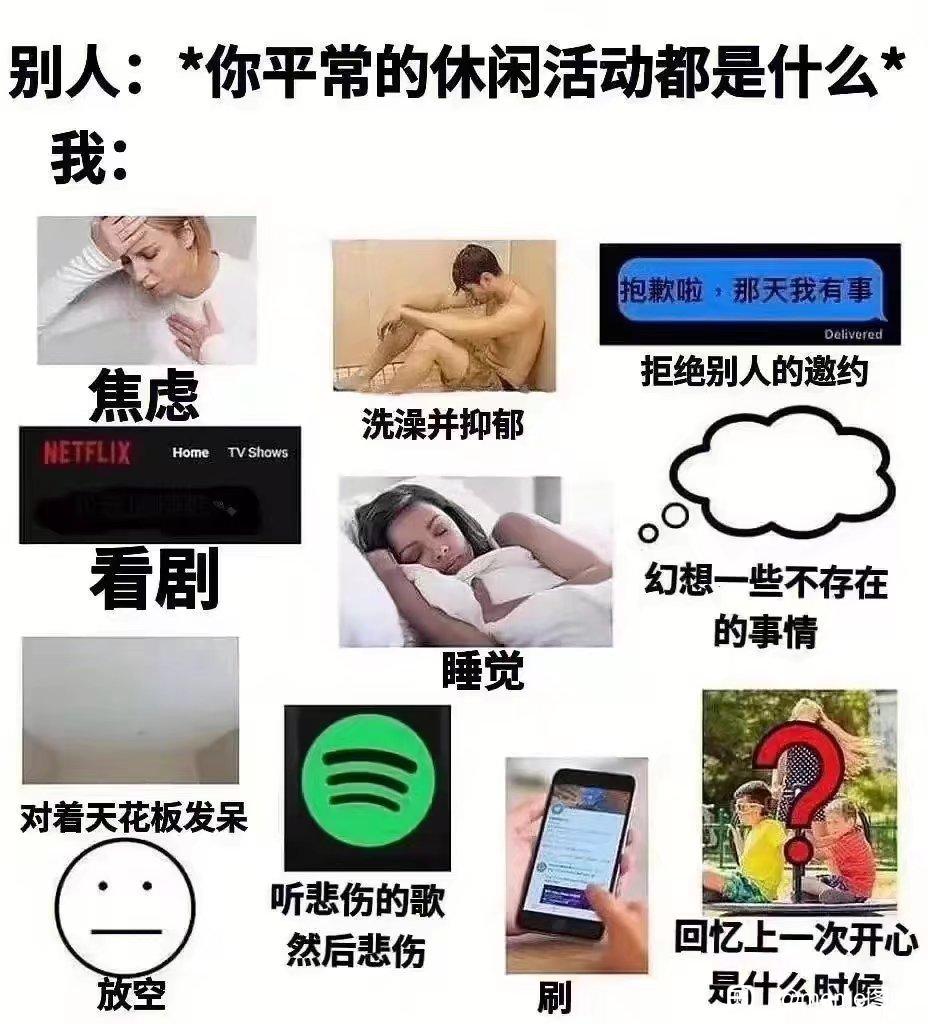 别人：*你平常的休闲活动都是什么*
我：
焦虑
洗澡并抑郁
抱歉啦，那天我有事
Delivered
拒绝别人的邀约
NETFLIX Home TV Shows
看剧
睡觉
幻想一些不存在
的事情
对着天花板发呆
放空
听悲伤的歌
然后悲伤
刷
回忆上一次开心
是什么时候